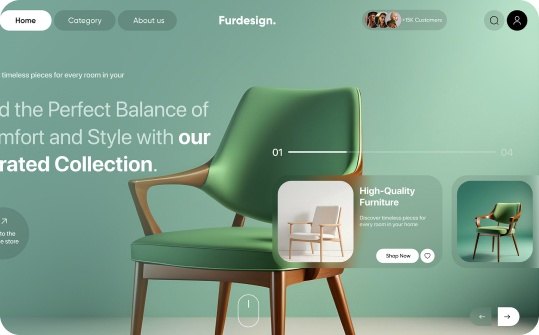 Home
Category
About us
Furdesign.
+15K Customers
timeless pieces for every room in your
d the Perfect Balance of
mfort and Style with our
rated Collection.
01
04
High-Quality
Furniture
Discover timeless pieces for
every room in your home
Shop Now
to the
e store